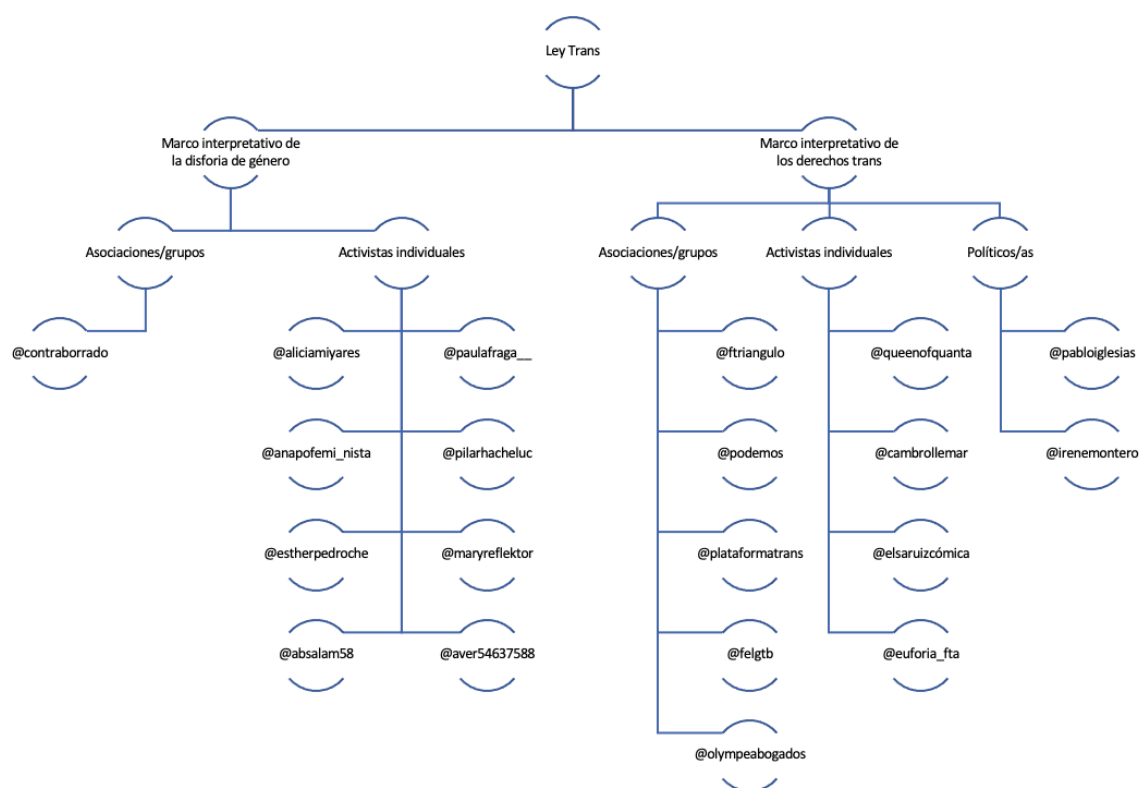 Ley Trans
Marco interpretativo de
la disforia de género
Marco interpretativo de
los derechos trans
Asociaciones/grupos
Activistas individuales
Asociaciones/grupos
Activistas individuales
Políticos/as
@contraborrado
@aliciamiyares
@paulafraga__
@ftriangulo
@queenofquanta
@pabloiglesias
@anapofemi_nista
@pilarhacheluc
@podemos
@cambrollemar
@irenemontero
@estherpedroche
@maryreflektor
@plataformatrans
@elsaruizcómica
@absalam58
@aver54637588
@felgtb
@euforia_fta
@olympeabogados